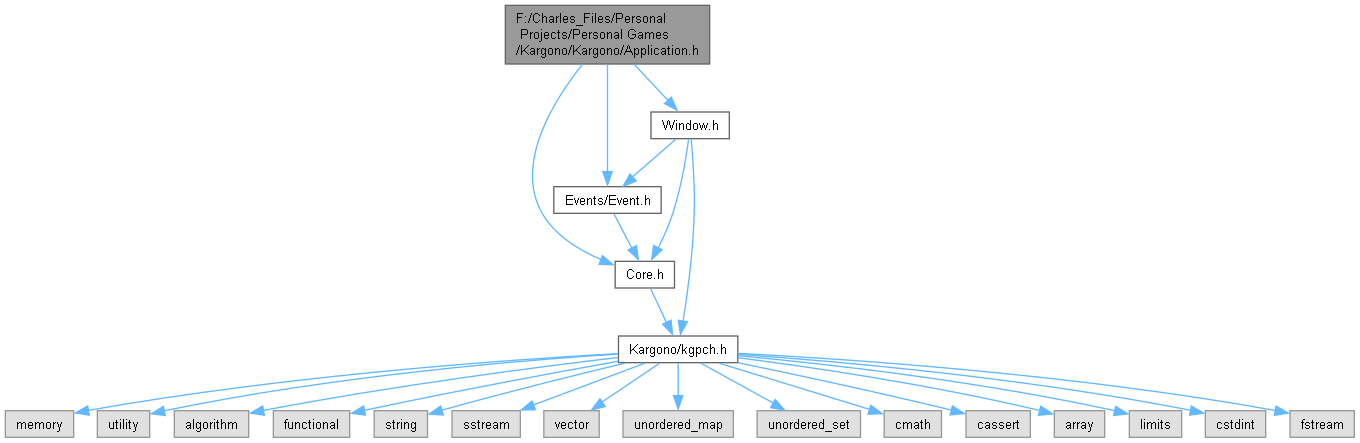 F:/Charles_Files/Personal
Projects/Personal Games
/Kargono/Kargono/Application.h
Window.h
Events/Event.h
Core.h
Kargono/kgpch.h
memory
utility
algorithm
functional
string
sstream
vector
unordered_map
unordered_set
cmath
cassert
array
limits
cstdint
fstream